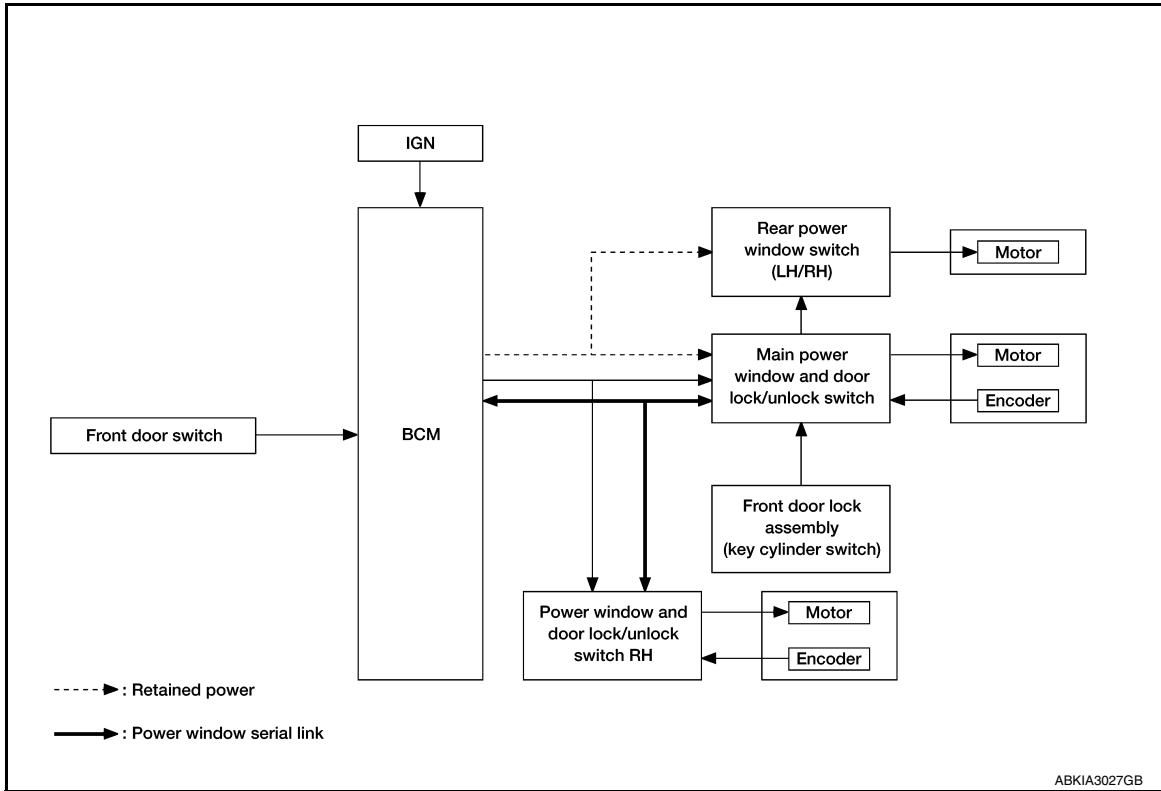 IGN
Rear power
window switch
(LH/RH)
Motor
Main power
window and door
lock/unlock switch
Motor
Encoder
Front door switch
BCM
Front door lock
assembly
(key cylinder switch)
Power window and
door lock/unlock
switch RH
Motor
Encoder
: Retained power
: Power window serial link
ABKIA3027GB